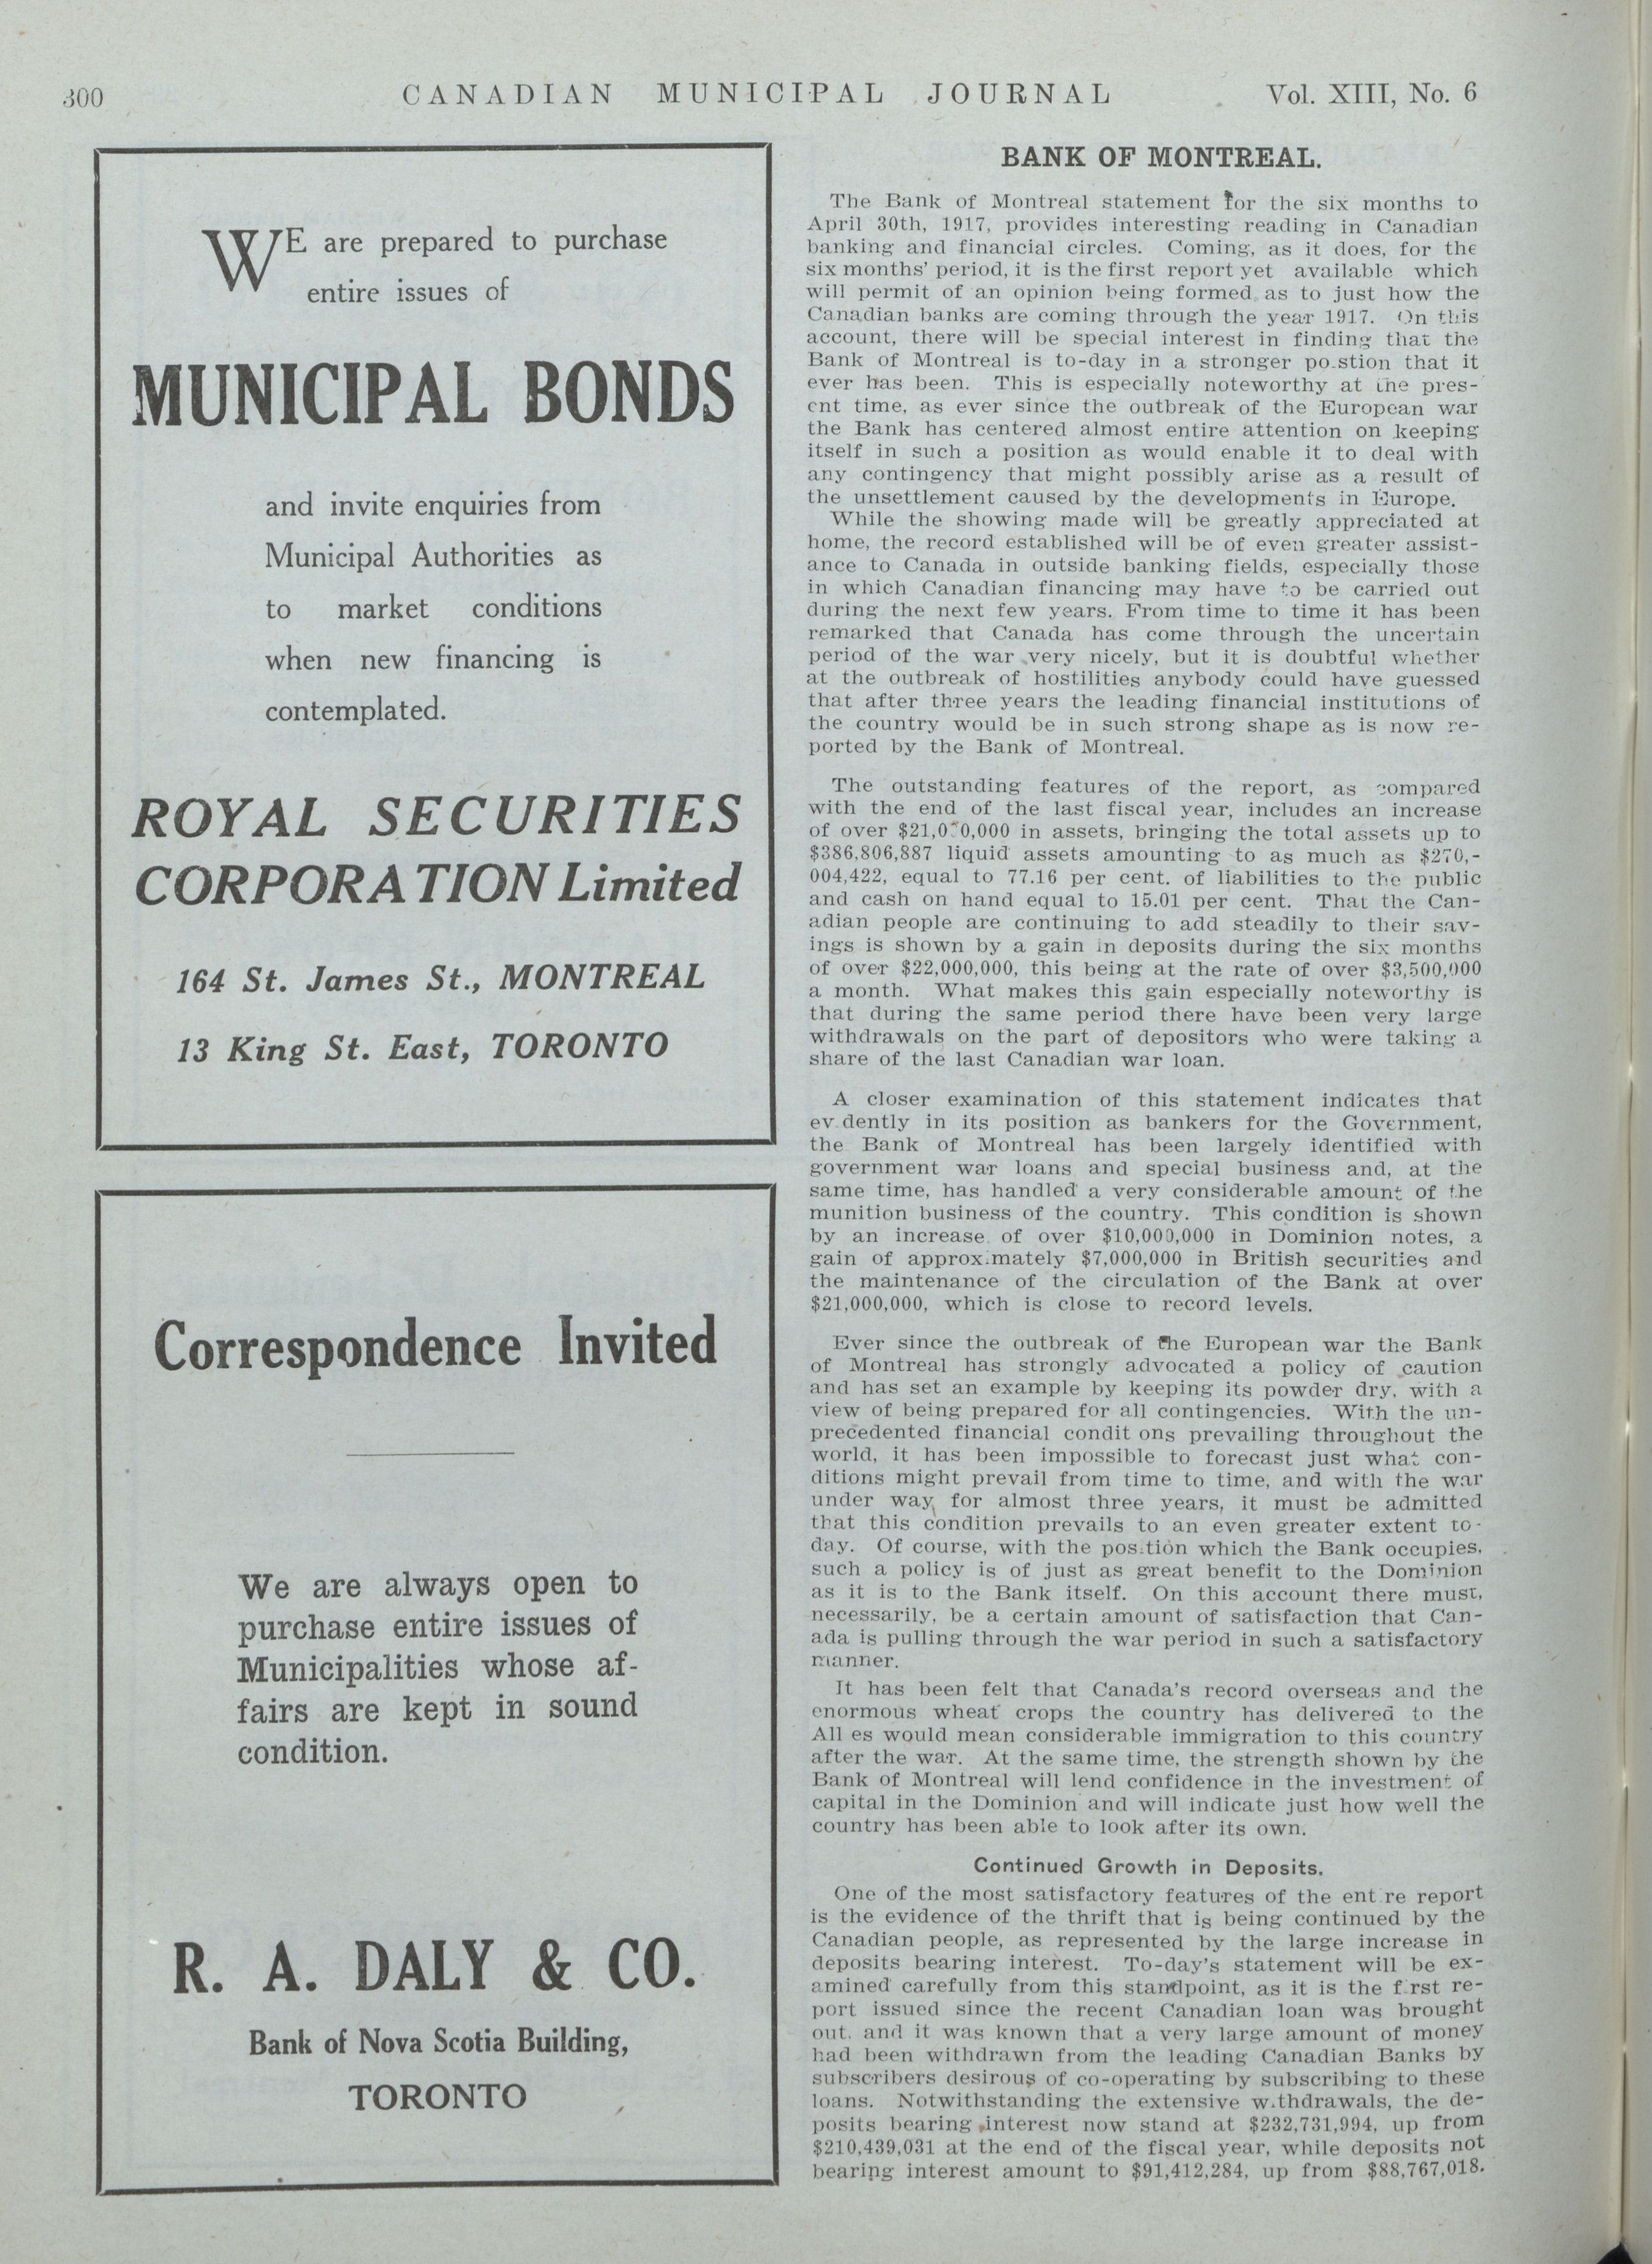 300 CANADIAN MUNICIPAL JOURNAL Vol. XIII, No. 6
WE are prepared to purchase
entire issues of
MUNICIPAL BONDS
and invite enquiries from
Municipal Authorities as
to market conditions
when new financing is
contemplated.
ROYAL SECURITIES
CORPORATION Limited
164 St. James St., MONTREAL
13 King St. East, TORONTO
Correspondence Invited
We are always open to
purchase entire issues of
Municipalities whose af-
fairs are kept in sound
condition.
R. A. DALY & CO.
Bank of Nova Scotia Building,
TORONTO
BANK OF MONTREAL.
The Bank of Montreal statement for the six months to
April 30th, 1917, provides interesting reading in Canadian
banking and financial circles. Coming, as it does, for the
six months' period, it is the first report yet available which
will permit of an opinion being formed as to just how the
Canadian banks are coming through the year 1917. On this
account, there will be special interest in finding that the
Bank of Montreal is to-day in a stronger postion that it
ever has been. This is especially noteworthy at the pres-
ent time, as ever since the outbreak of the European war
the Bank has centered almost entire attention on keeping
itself in such a position as would enable it to deal with
any contingency that might possibly arise as a result of
the unsettlement caused by the developments in Europe.
While the showing made will be greatly appreciated at
home, the record established will be of even greater assist-
ance to Canada in outside banking fields, especially those
in which Canadian financing may have to be carried out
during the next few years. From time to time it has been
remarked that Canada has come through the uncertain
period of the war very nicely, but it is doubtful whether
at the outbreak of hostilities anybody could have guessed
that after three years the leading financial institutions of
the country would be in such strong shape as is now re-
ported by the Bank of Montreal.
The outstanding features of the report, as compared
with the end of the last fiscal year, includes an increase
of over in assets, bringing the total assets up to
$386,806,887 liquid assets amounting to as much as $270,-
004,422, equal to 77.16 per cent. of liabilities to the public
and cash on hand equal to 15.01 per cent. That the Can-
adian people are continuing to add steadily to their sav-
ings is shown by a gain in deposits during the six months
of over $22,000,000, this being at the rate of over $3,500,000
a month. What makes this gain especially noteworthy is
that during the same period there have been very large
withdrawals on the part of depositors who were taking a
share of the last Canadian war loan.
A closer examination of this statement indicates that
evidently in its position as bankers for the Government,
the Bank of Montreal has been largely identified with
government war loans and special business and, at the
same time, has handled a very considerable amount of the
munition business of the country. This condition is shown
by an increase of over $10,000,000 in Dominion notes, a
gain of approximately $7,000,000 in British securities and
the maintenance of the circulation of the Bank at over
$21,000,000, which is close to record levels.
Ever since the outbreak of the European war the Bank
of Montreal has strongly advocated a policy of caution
and has set an example by keeping its powder dry, with a
view of being prepared for all contingencies. With the un-
precedented financial conditions prevailing throughout the
world, it has been impossible to forecast just what con-
ditions might prevail from time to time, and with the war
under way for almost three years, it must be admitted
that this condition prevails to an even greater extent to-
day. Of course, with the position which the Bank occupies,
such a policy is of just as great benefit to the Dominion
as it is to the Bank itself. On this account there must,
necessarily, be a certain amount of satisfaction that Can-
ada is pulling through the war period in such a satisfactory
manner.
It has been felt that Canada's record overseas and the
enormous wheat crops the country has delivered to the
Allies would mean considerable immigration to this country
after the war. At the same time, the strength shown by the
Bank of Montreal will lend confidence in the investment of
capital in the Dominion and will indicate just how well the
country has been able to look after its own.
Continued Growth in Deposits.
One of the most satisfactory features of the entire report
is the evidence of the thrift that is being continued by the
Canadian people, as represented by the large increase in
deposits bearing interest. To-day's statement will be ex-
amined carefully from this standpoint, as it is the first re-
port issued since the recent Canadian loan was brought
out, and it was known that a very large amount of money
had been withdrawn from the leading Canadian Banks by
subscribers desirous of co-operating by subscribing to these
loans. Notwithstanding the extensive withdrawals, the de-
posits bearing interest now stand at $232,731,994, up from
$210,439,031 at the end of the fiscal year, while deposits not
bearing interest amount to $91,412,284, up from $88,767,018.